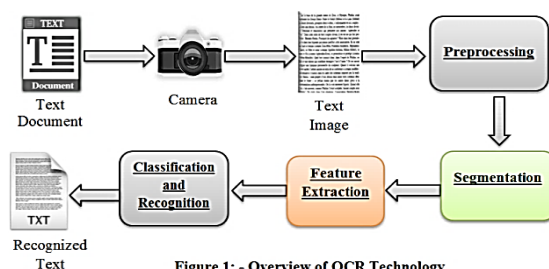 TEXT
T
Document
Text
Document
Camera
Text
Image
Preprocessing
Segmentation
Feature
Extraction
Classification
and
Recognition
TXT
Recognized
Text
Figure 1: - Overview of OCR Technology